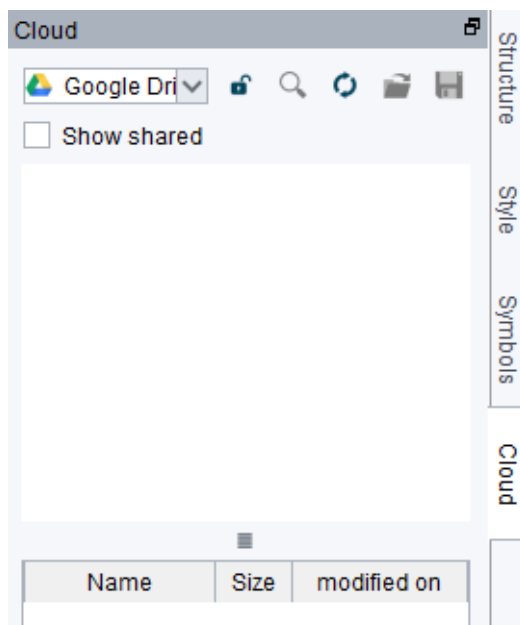 Cloud
Google Dri
Show shared
Name Size modified on
Structure
Style
Symbols
Cloud